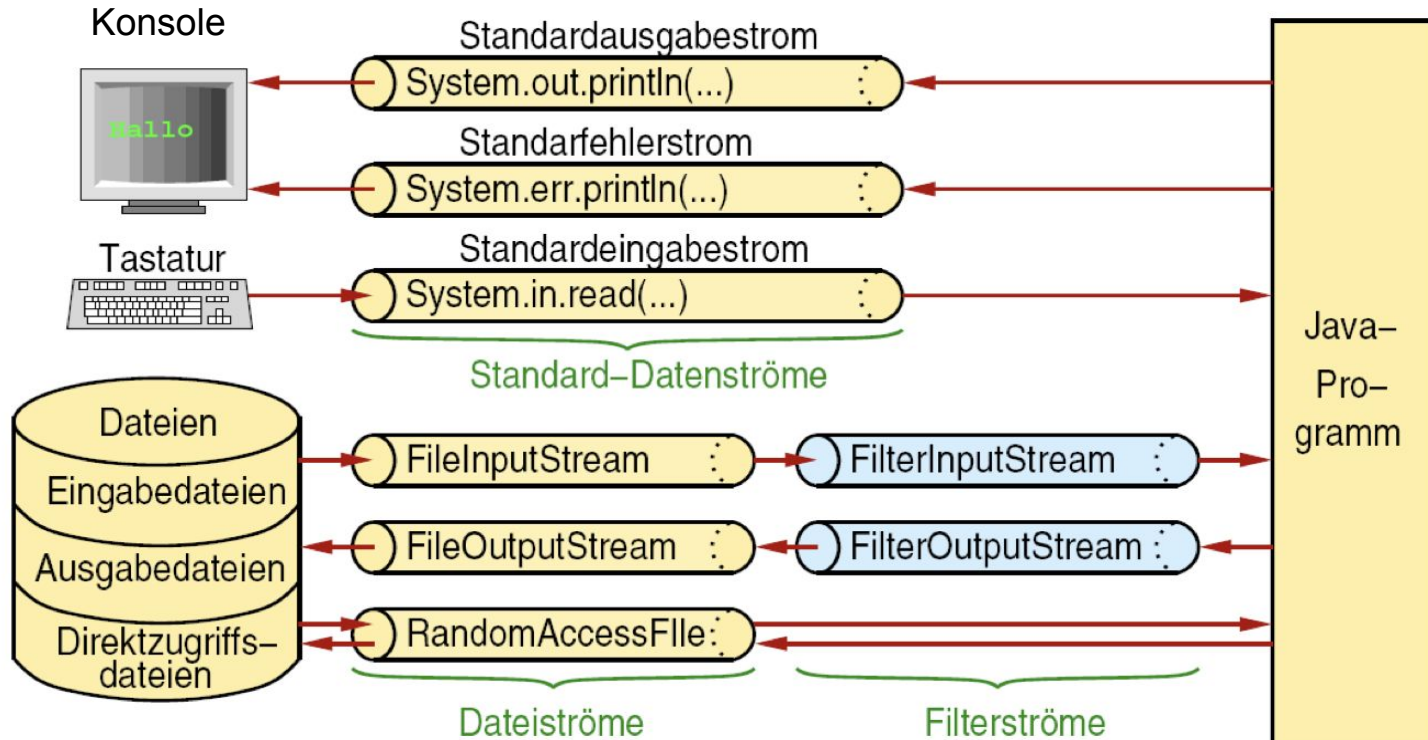 Konsole
Standardausgabestrom
System.out.println(...)
Hallo
Standarfehlerstrom
System.err.println(...)
Tastatur
Standardeingabestrom
System.in.read(...)
Standard–Datenströme
Java–
Pro–
gramm
Dateien
FileInputStream
FilterInputStream
Eingabedateien
FileOutputStream
FilterOutputStream
Ausgabedateien
RandomAccessFIle
Direktzugriffs–
dateien
Dateiströme
Filterströme